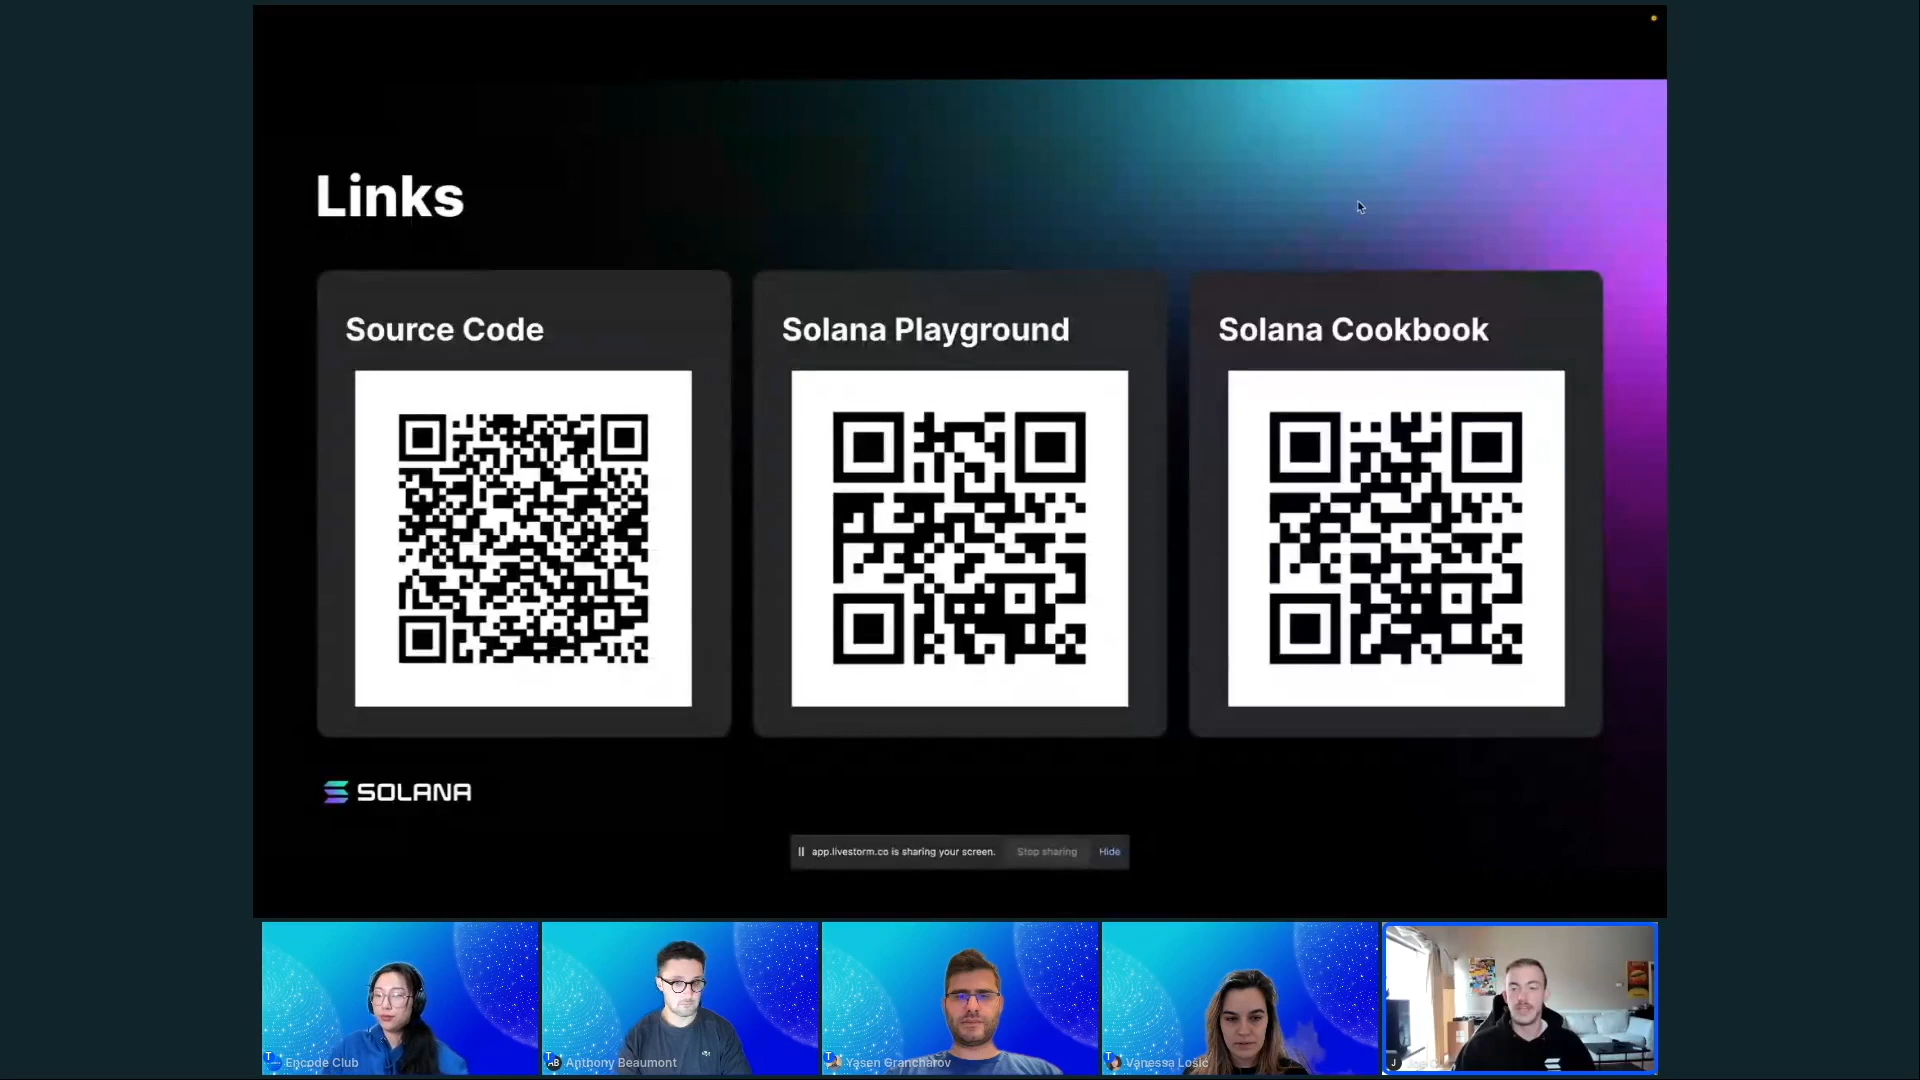 Links
Source Code
Solana Playground
Solana Cookbook
SOLANA
app.livestorm.co is sharing your screen.
Stop sharing
Hide
Encode Club
AB Anthony Beaumont
Yasen Grancharov
Vanessa Lošić
J